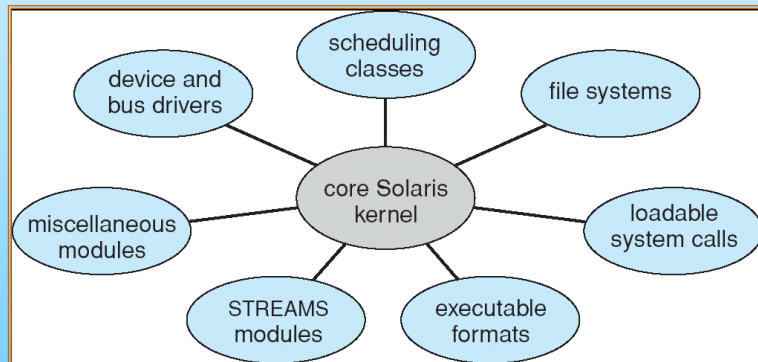 scheduling
classes
device and
bus drivers
file systems
core Solaris
kernel
miscellaneous
modules
loadable
system calls
STREAMS
modules
executable
formats